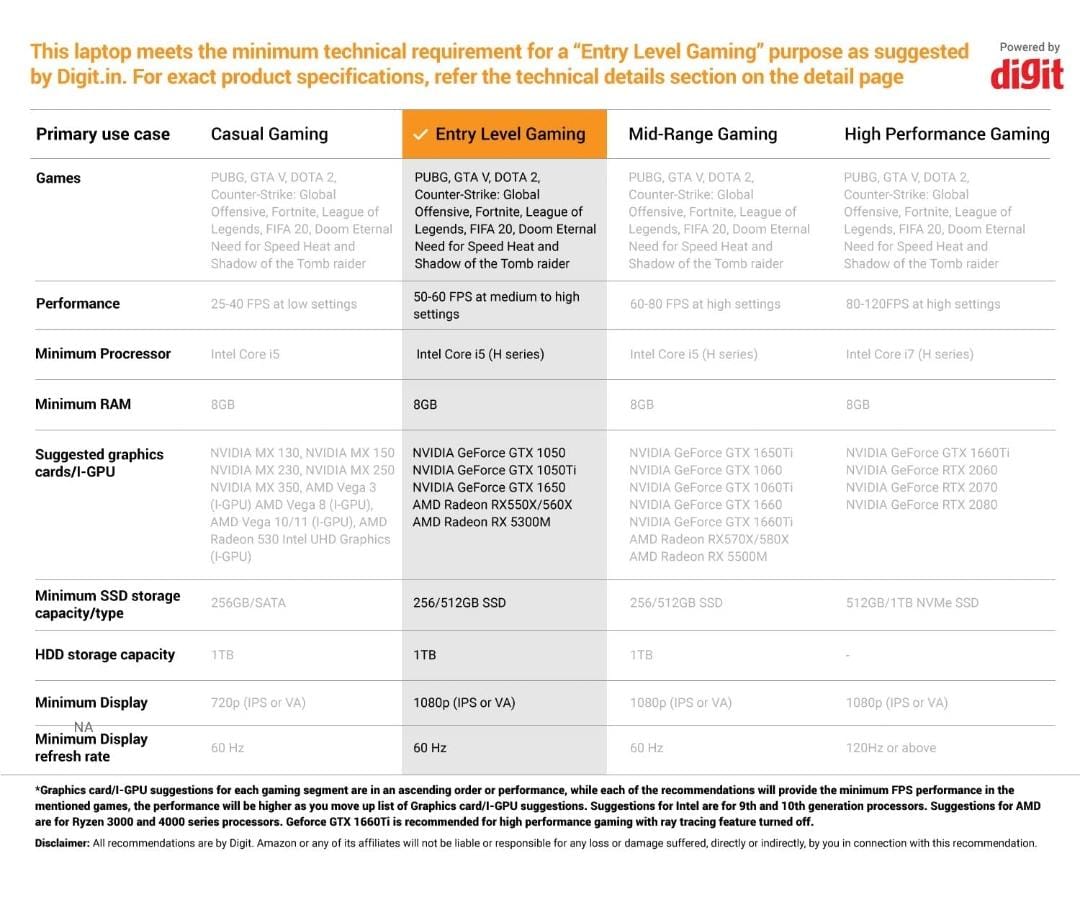 This laptop meets the minimum technical requirement for a “Entry Level Gaming” purpose as suggested
by Digit.in. For exact product specifications, refer the technical details section on the detail page
Powered by
digit
Primary use case
Casual Gaming
Entry Level Gaming
Mid-Range Gaming
High Performance Gaming
Games
PUBG, GTA V, DOTA 2,
Counter-Strike: Global
Offensive, Fortnite, League of
Legends, FIFA 20, Doom Eternal
Need for Speed Heat and
Shadow of the Tomb raider
PUBG, GTA V, DOTA 2,
Counter-Strike: Global
Offensive, Fortnite, League of
Legends, FIFA 20, Doom Eternal
Need for Speed Heat and
Shadow of the Tomb raider
PUBG, GTA V, DOTA 2,
Counter-Strike: Global
Offensive, Fortnite, League of
Legends, FIFA 20, Doom Eternal
Need for Speed Heat and
Shadow of the Tomb raider
PUBG, GTA V, DOTA 2,
Counter-Strike: Global
Offensive, Fortnite, League of
Legends, FIFA 20, Doom Eternal
Need for Speed Heat and
Shadow of the Tomb raider
Performance
25-40 FPS at low settings
50-60 FPS at medium to high
settings
60-80 FPS at high settings
80-120FPS at high settings
Minimum Procressor
Intel Core i5
Intel Core i5 (H series)
Intel Core i5 (H series)
Intel Core i7 (H series)
Minimum RAM
8GB
8GB
8GB
8GB
Suggested graphics
cards/I-GPU
NVIDIA MX 130, NVIDIA MX 150
NVIDIA MX 230, NVIDIA MX 250
NVIDIA MX 350, AMD Vega 3
(I-GPU) AMD Vega 8 (I-GPU),
AMD Vega 10/11 (I-GPU), AMD
Radeon 530 Intel UHD Graphics
(I-GPU)
NVIDIA GeForce GTX 1050
NVIDIA GeForce GTX 1050Ti
NVIDIA GeForce GTX 1650
AMD Radeon RX550X/560X
AMD Radeon RX 5300M
NVIDIA GeForce GTX 1650Ti
NVIDIA GeForce GTX 1060
NVIDIA GeForce GTX 1060Ti
NVIDIA GeForce GTX 1660
NVIDIA GeForce GTX 1660Ti
AMD Radeon RX570X/580X
AMD Radeon RX 5500M
NVIDIA GeForce GTX 1660Ti
NVIDIA GeForce RTX 2060
NVIDIA GeForce RTX 2070
NVIDIA GeForce RTX 2080
Minimum SSD storage
capacity/type
256GB/SATA
256/512GB SSD
256/512GB SSD
512GB/1TB NVMe SSD
HDD storage capacity
1TB
1TB
1TB
-
Minimum Display
720p (IPS or VA)
1080p (IPS or VA)
1080p (IPS or VA)
1080p (IPS or VA)
NA
Minimum Display
refresh rate
60 Hz
60 Hz
60 Hz
120Hz or above
*Graphics card/I-GPU suggestions for each gaming segment are in an ascending order or performance, while each of the recommendations will provide the minimum FPS performance in the
mentioned games, the performance will be higher as you move up list of Graphics card/I-GPU suggestions. Suggestions for Intel are for 9th and 10th generation processors. Suggestions for AMD
are for Ryzen 3000 and 4000 series processors. Geforce GTX 1660Ti is recommended for high performance gaming with ray tracing feature turned off.
Disclaimer: All recommendations are by Digit. Amazon or any of its affiliates will not be liable or responsible for any loss or damage suffered, directly or indirectly, by you in connection with this recommendation.